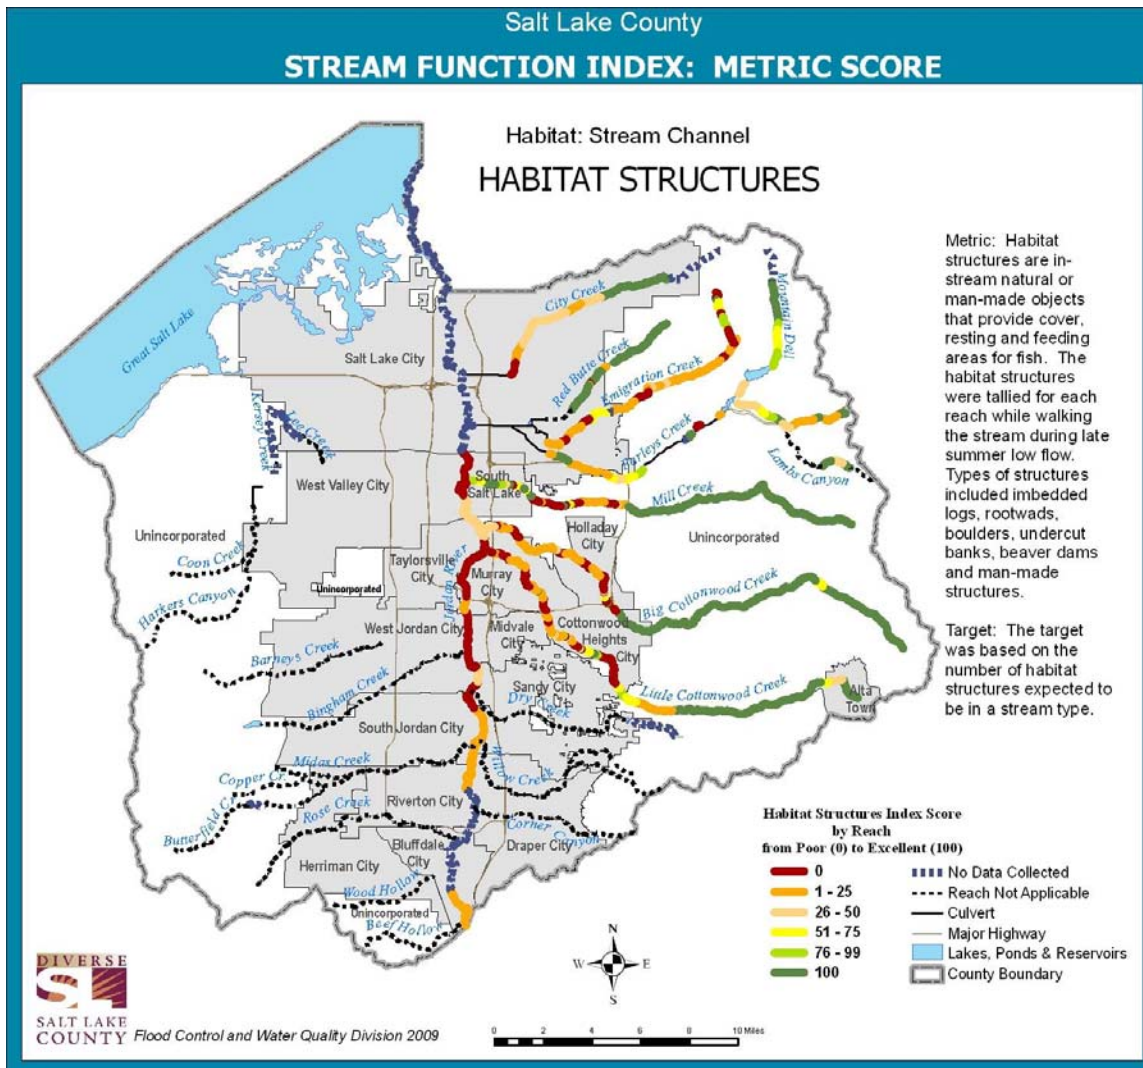 Salt Lake County
STREAM FUNCTION INDEX: METRIC SCORE
Habitat: Stream Channel
HABITAT STRUCTURES
Metric: Habitat
structures are in-
stream natural or
man-made objects
that provide cover,
resting and feeding
areas for fish. The
habitat structures
were tallied for each
reach while walking
the stream during late
summer low flow.
Types of structures
included imbedded
logs, rootwads,
boulders, undercut
banks, beaver dams
and man-made
structures.
Target: The target
was based on the
number of habitat
structures expected to
be in a stream type.
Great Salt Lake
Salt Lake City
City Creek
Red Butte Creek
Emigration Creek
Mountain Dell
Parleys Creek
Lambs Canyon
Kersey Creek
Lee Creek
West Valley City
South
Salt Lake
Mill Creek
Holladay
City
Unincorporated
Unincorporated
Coon Creek
Harkers Canyon
Unincorporated
Taylorsville
City
Jordan River
Murray
City
Big Cottonwood Creek
West Jordan City
Midvale
City
Cottonwood
Heights
City
Barneys Creek
Bingham Creek
Sandy City
Dry Creek
Little Cottonwood Creek
Alta
Town
South Jordan City
Midas Creek
Willow Creek
Copper Cr.
Butterfield Cr.
Rose Creek
Riverton City
Corner Canyon
Bluffdale
City
Draper City
Herriman City
Wood Hollow
Unincorporated
Beef Hollow
Habitat Structures Index Score
by Reach
from Poor (0) to Excellent (100)
0
1 - 25
26 - 50
51 - 75
76 - 99
100
No Data Collected
Reach Not Applicable
Culvert
Major Highway
Lakes, Ponds & Reservoirs
County Boundary
N
W
E
S
0 2 4 6 8 10 Miles
DIVERSE
SL
SALT LAKE
COUNTY
Flood Control and Water Quality Division 2009